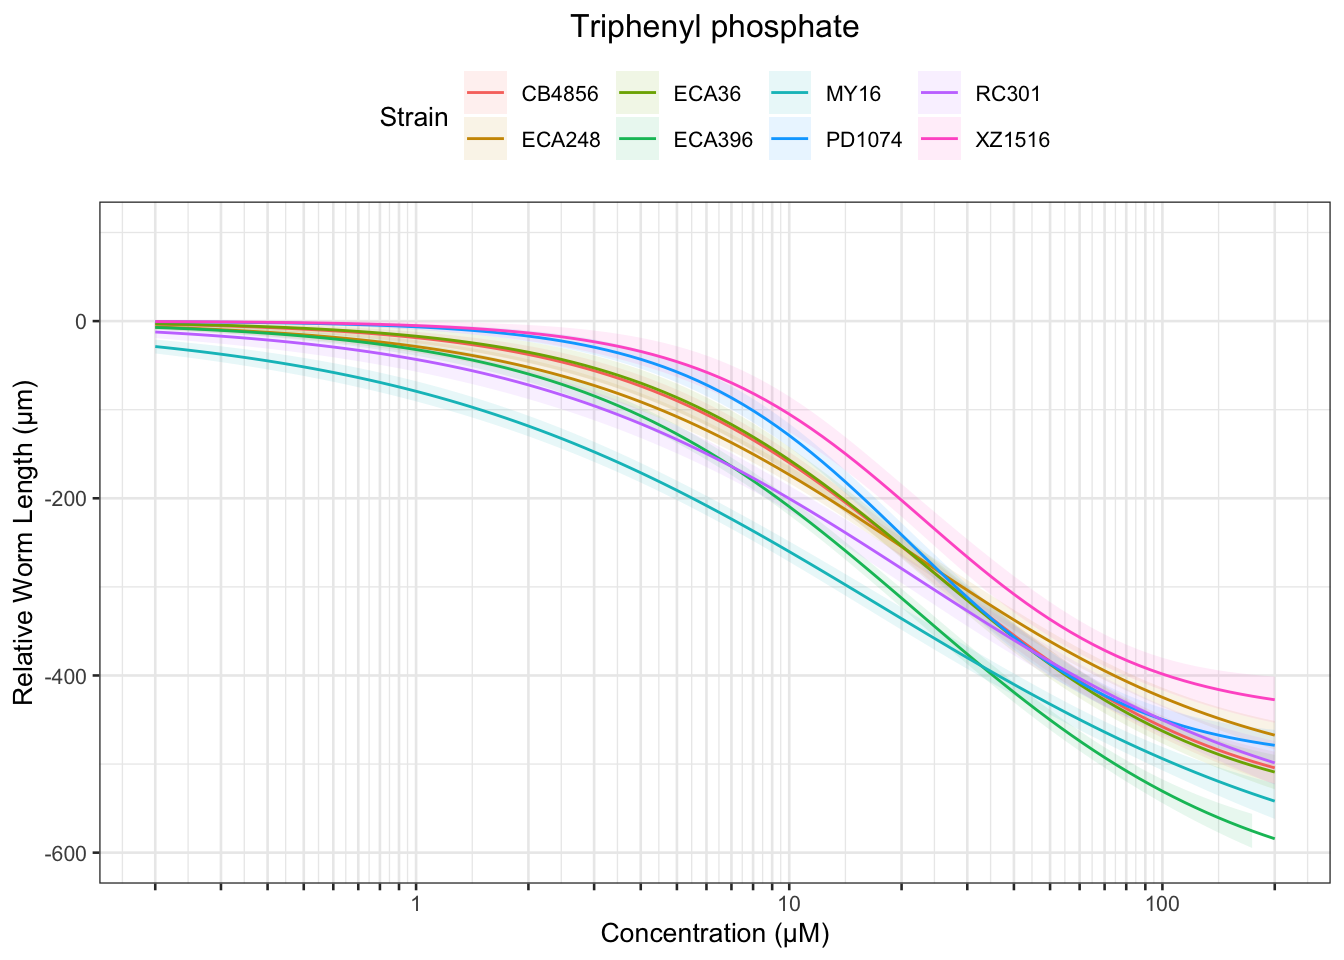 Triphenyl phosphate
Strain
CB4856 ECA36 MY16 RC301
ECA248 ECA396 PD1074 XZ1516
Relative Worm Length (µm)
0
-200
-400
-600
1 10 100
Concentration (µM)